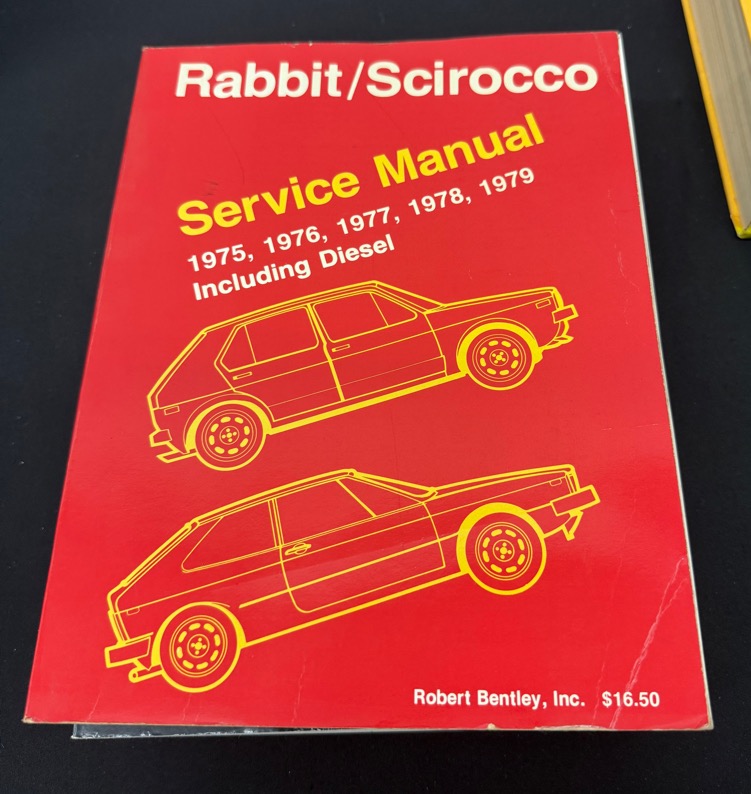 Rabbit/Scirocco
Service Manual
1975, 1976, 1977, 1978, 1979
Including Diesel
Robert Bentley, Inc. $16.50